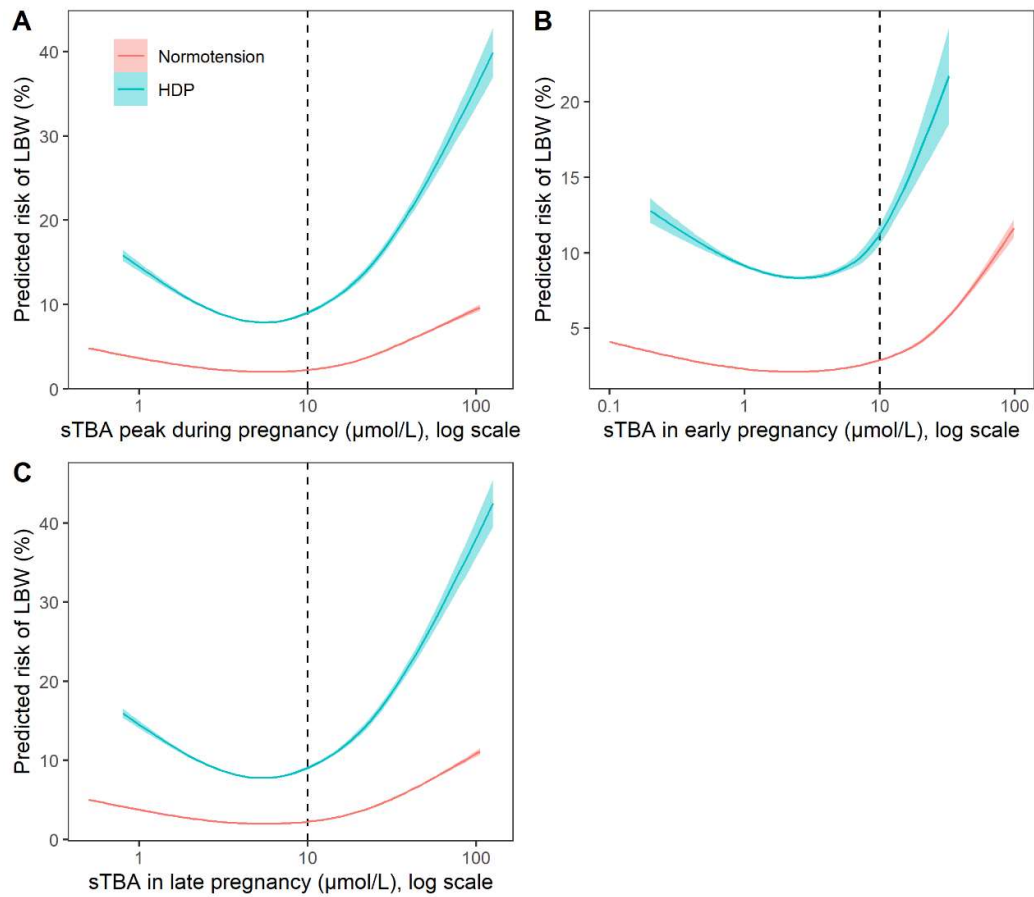 A
Normotension
HDP
Predicted risk of LBW (%)
40
30
20
10
0
1
10
100
sTBA peak during pregnancy (μmol/L), log scale
B
Predicted risk of LBW (%)
20
15
10
5
0.1
1
10
100
sTBA in early pregnancy (μmol/L), log scale
C
Predicted risk of LBW (%)
40
30
20
10
0
1
10
100
sTBA in late pregnancy (μmol/L), log scale